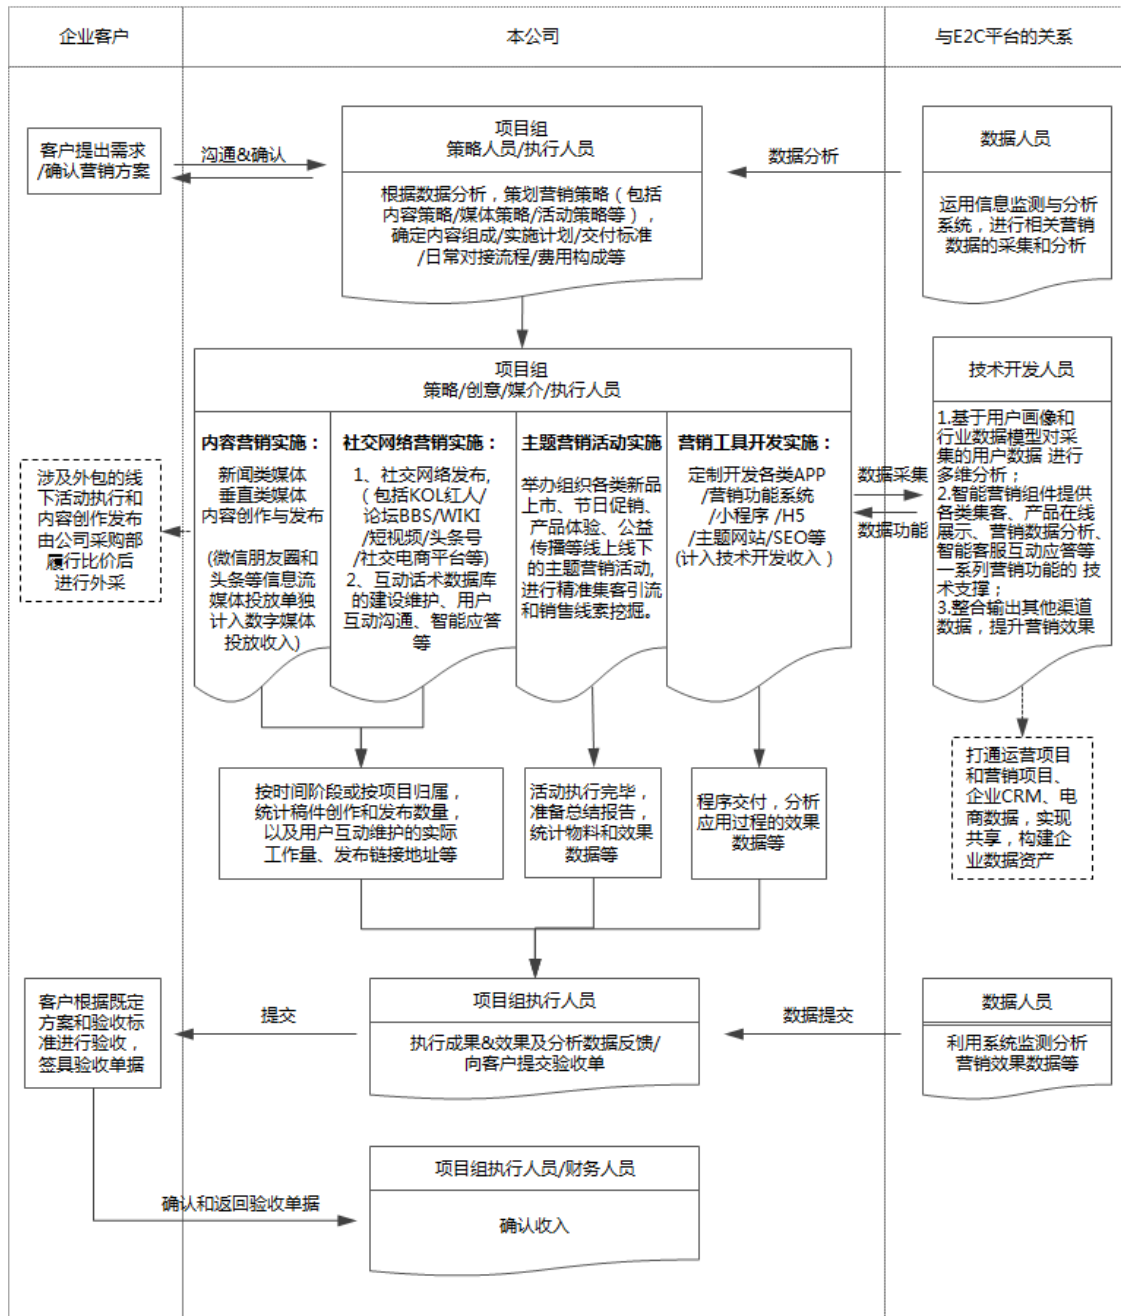 企业客户
本公司
与E2C平台的关系
客户提出需求
/确认营销方案
沟通&确认
项目组
策略人员/执行人员
根据数据分析，策划营销策略（包括
内容策略/媒体策略/活动策略等），
确定内容组成/实施计划/交付标准
/日常对接流程/费用构成等
数据分析
数据人员
运用信息监测与分析
系统，进行相关营销
数据的采集和分析
项目组
策略/创意/媒介/执行人员
内容营销实施：
新闻类媒体
垂直类媒体
内容创作与发布
(微信朋友圈和
头条等信息流
媒体投放单独
计入数字媒体
投放收入)
社交网络营销实施：
1、社交网络发布,
（包括KOL红人/
论坛BBS/WIKI
/短视频/头条号
/社交电商平台等)
2、互动话术数据库
的建设维护、用户
互动沟通、智能应答
等
主题营销活动实施
举办组织各类新品
上市、节日促销、
产品体验、公益
传播等线上线下
的主题营销活动,
进行精准集客引流
和销售线索挖掘。
营销工具开发实施：
定制开发各类APP
/营销功能系统
/小程序 /H5
/主题网站/SEO等
(计入技术开发收入 ）
涉及外包的线
下活动执行和
内容创作发布
由公司采购部
履行比价后
进行外采
数据采集
数据功能
技术开发人员
1.基于用户画像和
行业数据模型对采
集的用户数据 进行
多维分析；
2.智能营销组件提供
各类集客、产品在线
展示、营销数据分析、
智能客服互动应答等
一系列营销功能的 技
术支撑；
3.整合输出其他渠道
数据，提升营销效果
打通运营项目
和营销项目、
企业CRM、电
商数据，实现
共享，构建企
业数据资产
按时间阶段或按项目归属，
统计稿件创作和发布数量，
以及用户互动维护的实际
工作量、发布链接地址等
活动执行完毕，
准备总结报告，
统计物料和效果
数据等
程序交付，分析
应用过程的效果
数据等
客户根据既定
方案和验收标
准进行验收，
签具验收单据
提交
项目组执行人员
执行成果&效果及分析数据反馈/
向客户提交验收单
数据提交
数据人员
利用系统监测分析
营销效果数据等
确认和返回验收单据
项目组执行人员/财务人员
确认收入